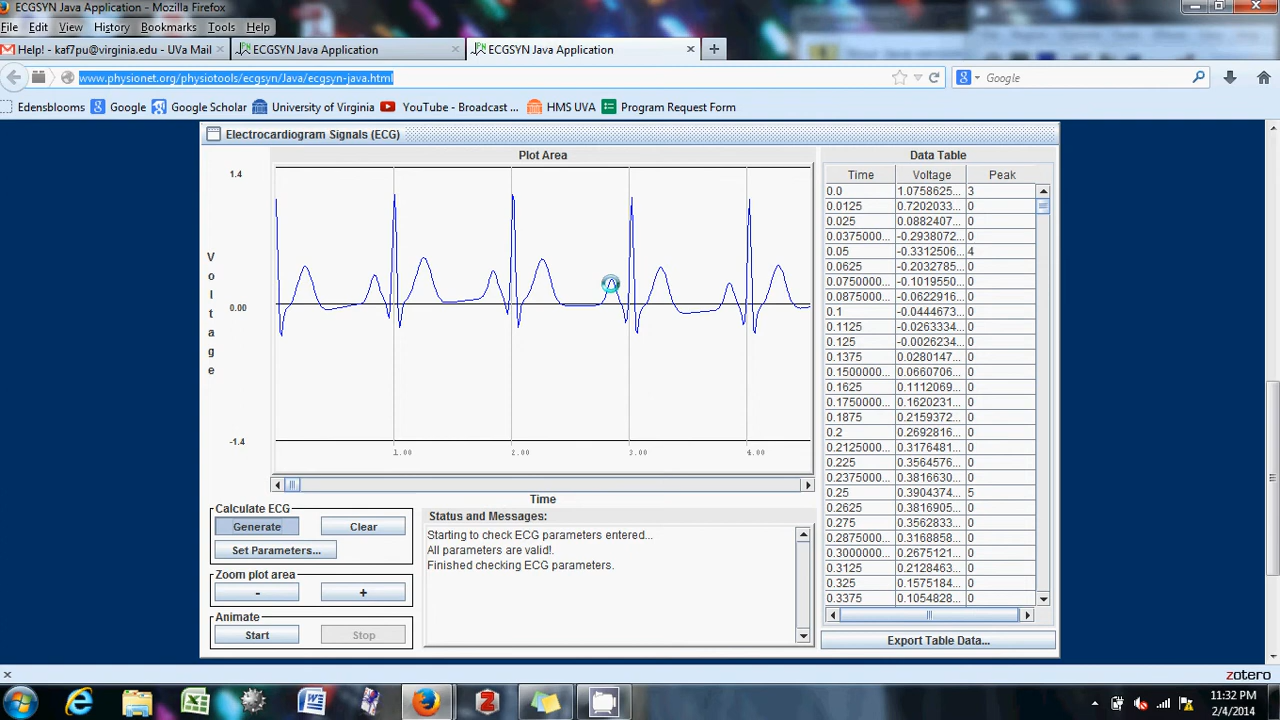 ECGSYN Java Application - Mozilla Firefox
File Edit View History Bookmarks Tools Help
Help! - kaf7pu@virginia.edu - UVa Mail × ECGSYN Java Application × ECGSYN Java Application × +
www.physionet.org/physiotools/ecgsyn/Java/ecgsyn-java.html Google
Edensblooms Google Google Scholar University of Virginia YouTube - Broadcast ... HMS UVA Program Request Form
Electrocardiogram Signals (ECG)
Plot Area
Data Table
1.4
0.00
-1.4
Voltage
1.00 2.00 3.00 4.00
Time
Time Voltage Peak
0.0 1.0758625... 3
0.0125 0.7202033... 0
0.025 0.0882407... 0
0.0375000... -0.2938072... 0
0.05 -0.3312506... 4
0.0625 -0.2032785... 0
0.0750000... -0.1019550... 0
0.0875000... -0.0622916... 0
0.1 -0.0444673... 0
0.1125 -0.0263334... 0
0.125 -0.0026234... 0
0.1375 0.0280147... 0
0.1500000... 0.0660706... 0
0.1625 0.1112069... 0
0.1750000... 0.1620231... 0
0.1875 0.2159372... 0
0.2 0.2692816... 0
0.2125000... 0.3176481... 0
0.225 0.3564576... 0
0.2375000... 0.3816630... 0
0.25 0.3904374... 5
0.2625 0.3816905... 0
0.275 0.3562833... 0
0.2875000... 0.3168858... 0
0.3000000... 0.2675121... 0
0.3125 0.2128463... 0
0.325 0.1575184... 0
0.3375 0.1054828... 0
Export Table Data...
Calculate ECG
Generate Clear
Set Parameters...
Zoom plot area
- +
Animate
Start Stop
Status and Messages:
Starting to check ECG parameters entered...
All parameters are valid!.
Finished checking ECG parameters.
× zotero
11:32 PM
2/4/2014